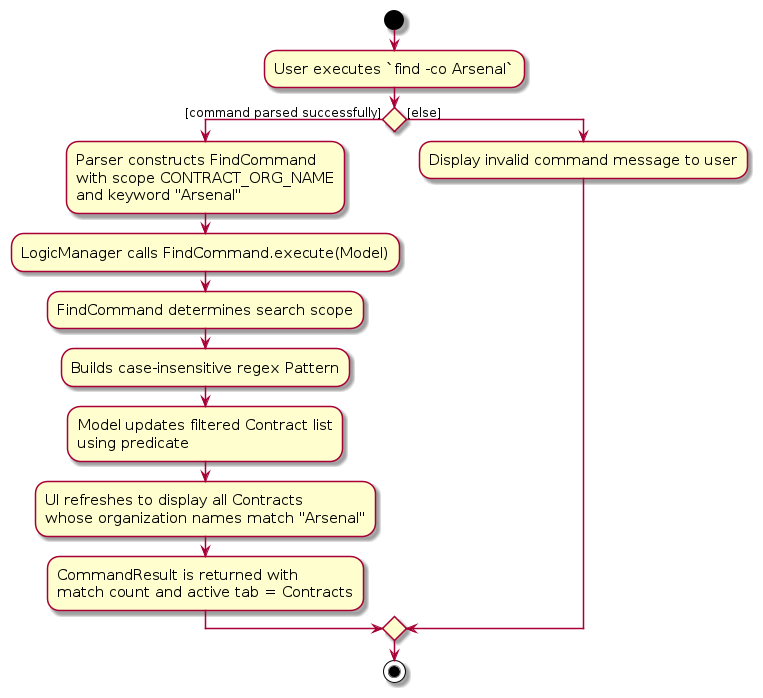 User executes `find -co Arsenal`
[command parsed successfully]
[else]
Parser constructs FindCommand
with scope CONTRACT_ORG_NAME
and keyword "Arsenal"
Display invalid command message to user
LogicManager calls FindCommand.execute(Model)
FindCommand determines search scope
Builds case-insensitive regex Pattern
Model updates filtered Contract list
using predicate
UI refreshes to display all Contracts
whose organization names match "Arsenal"
CommandResult is returned with
match count and active tab = Contracts